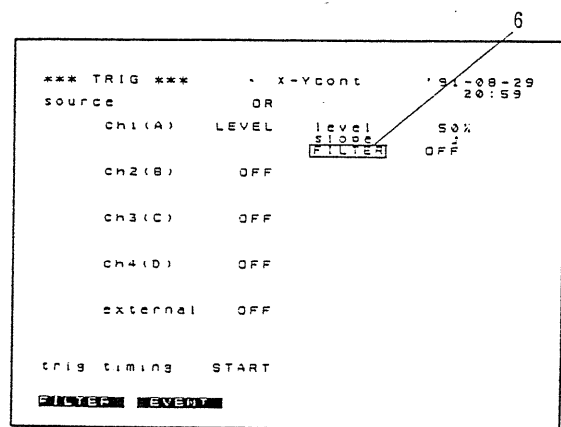 6
*** TRIG *** X-Ycont '91-08-29
20:59
source OR
ch1(A) LEVEL level 50%
slope
FILTER OFF
ch2(B) OFF
ch3(C) OFF
ch4(D) OFF
external OFF
trig timing START
FILTER EVENT